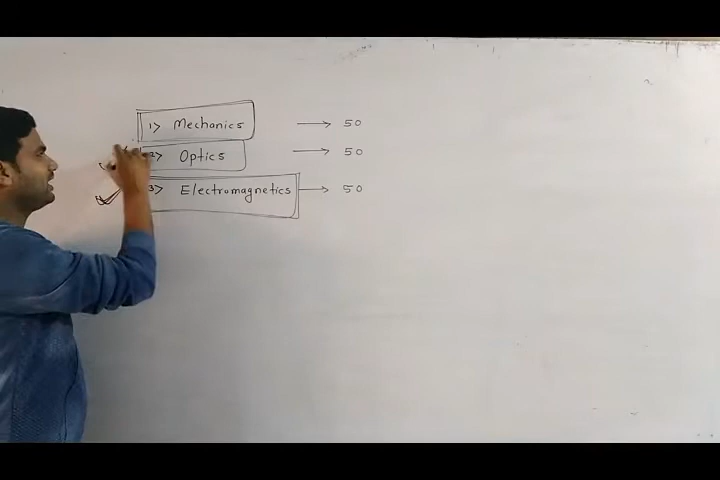 1> Mechanics → 50
2> Optics → 50
3> Electromagnetics → 50